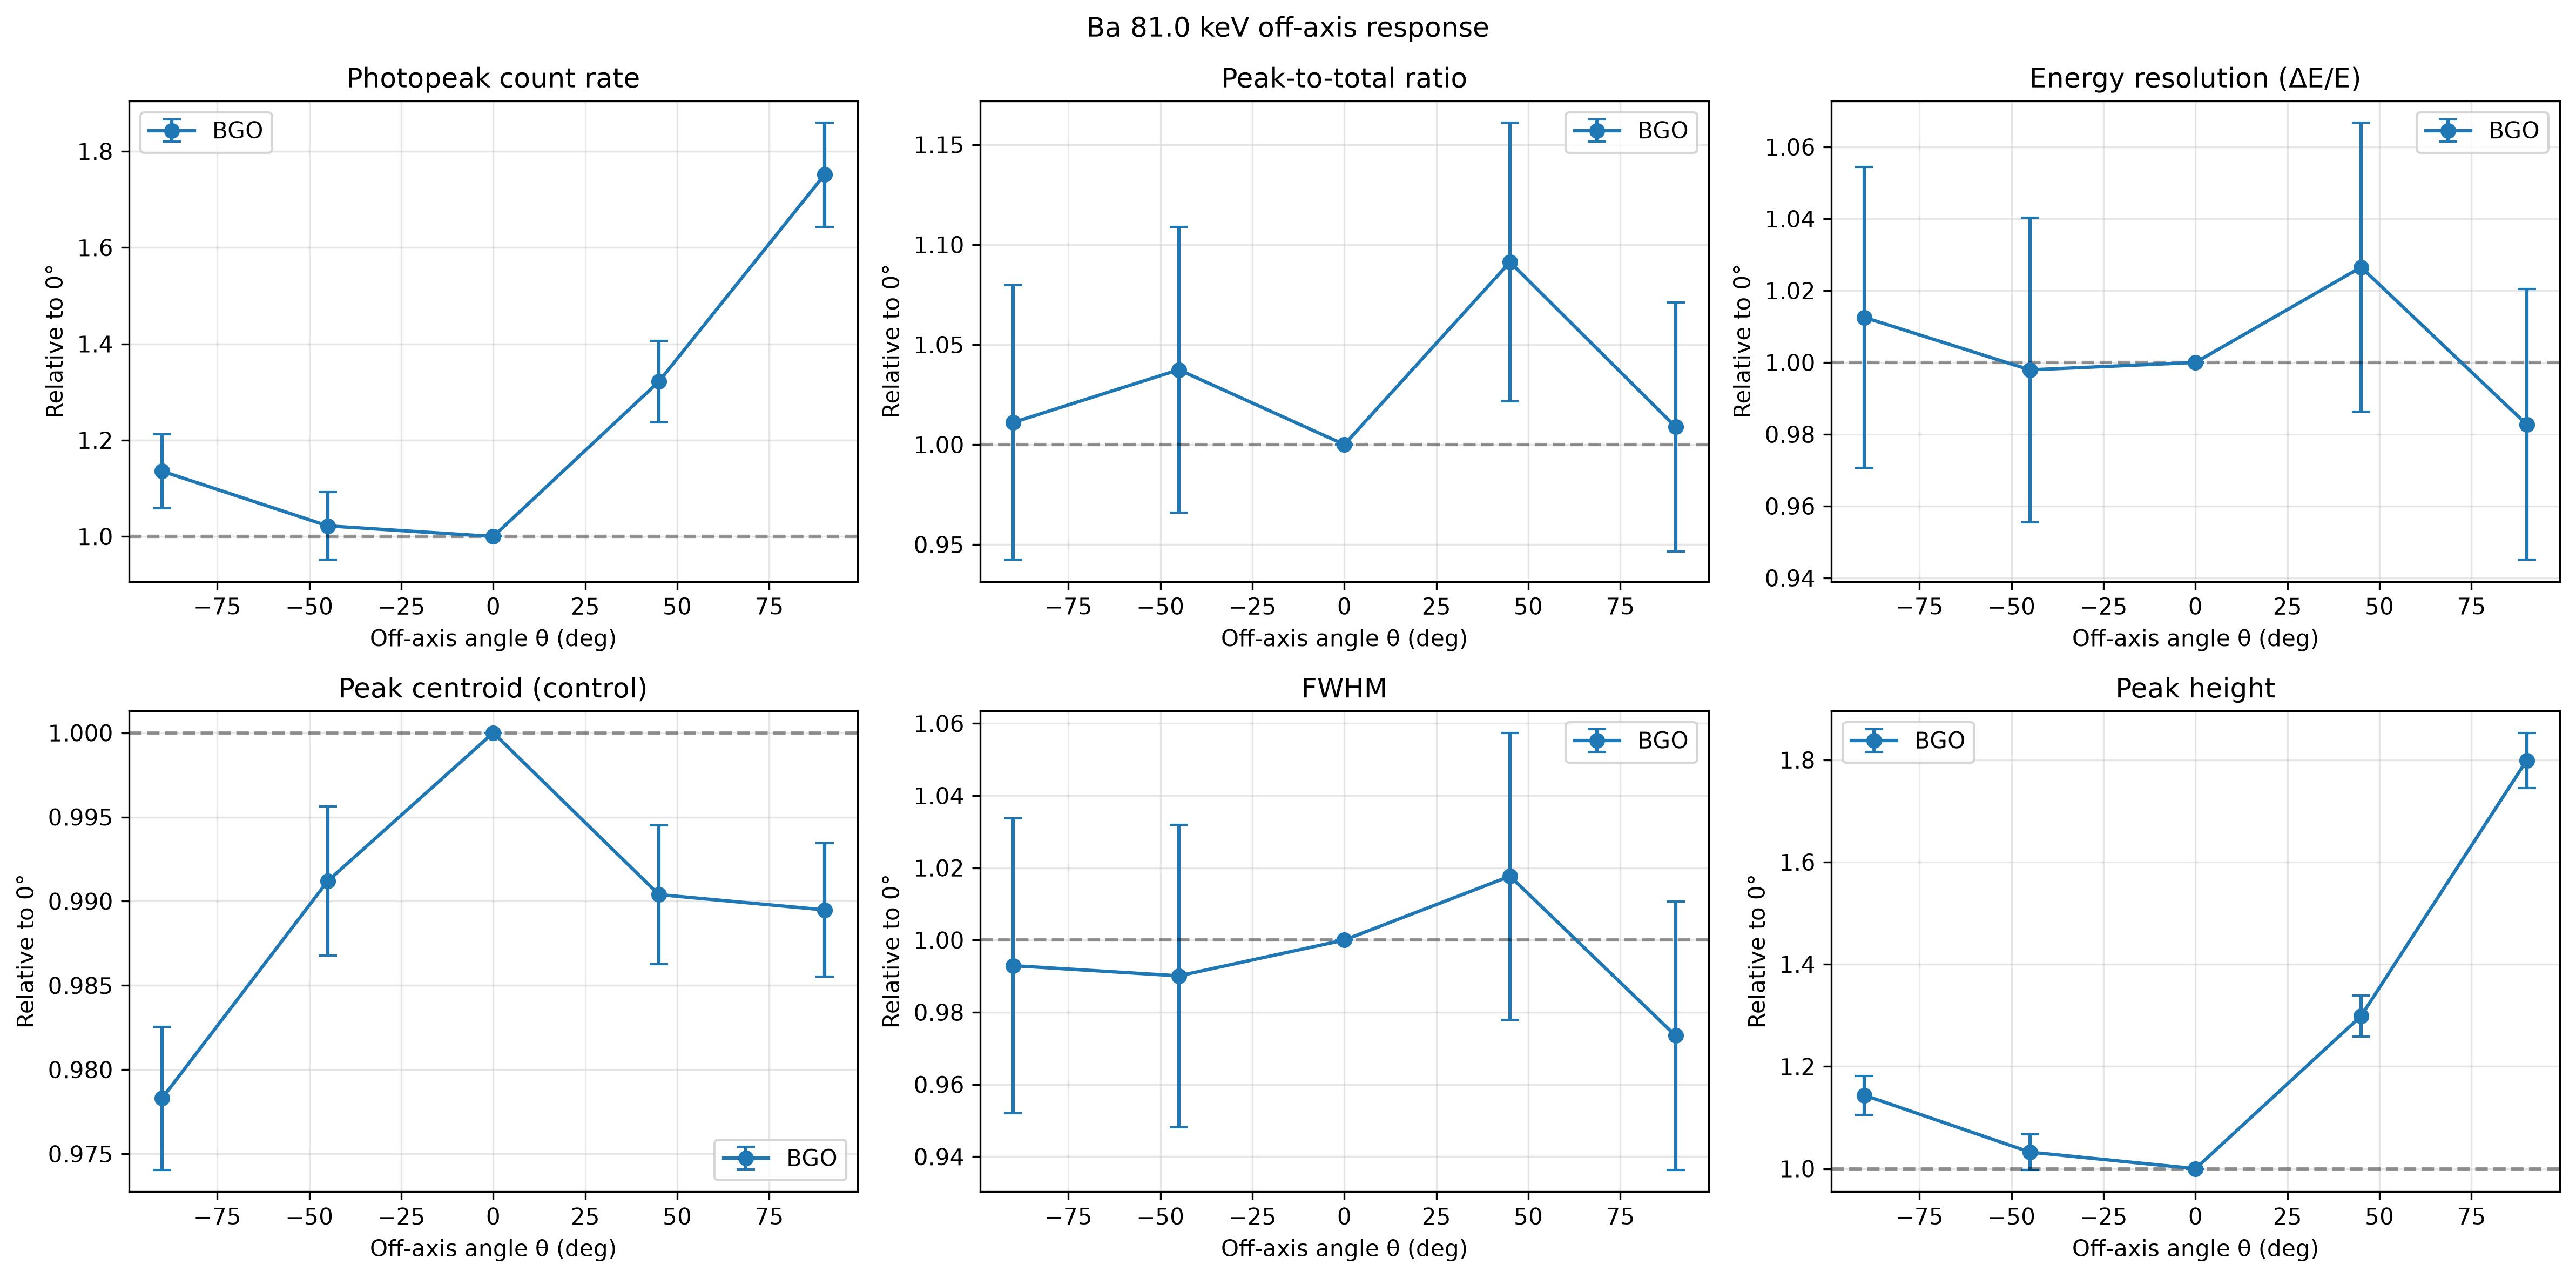 Ba 81.0 keV off-axis response
Photopeak count rate
BGO
Relative to 0°
1.8
1.6
1.4
1.2
1.0
−75 −50 −25 0 25 50 75
Off-axis angle θ (deg)
Peak-to-total ratio
BGO
Relative to 0°
1.15
1.10
1.05
1.00
0.95
−75 −50 −25 0 25 50 75
Off-axis angle θ (deg)
Energy resolution (ΔE/E)
BGO
Relative to 0°
1.06
1.04
1.02
1.00
0.98
0.96
0.94
−75 −50 −25 0 25 50 75
Off-axis angle θ (deg)
Peak centroid (control)
Relative to 0°
1.000
0.995
0.990
0.985
0.980
0.975
BGO
−75 −50 −25 0 25 50 75
Off-axis angle θ (deg)
FWHM
BGO
Relative to 0°
1.06
1.04
1.02
1.00
0.98
0.96
0.94
−75 −50 −25 0 25 50 75
Off-axis angle θ (deg)
Peak height
BGO
Relative to 0°
1.8
1.6
1.4
1.2
1.0
−75 −50 −25 0 25 50 75
Off-axis angle θ (deg)